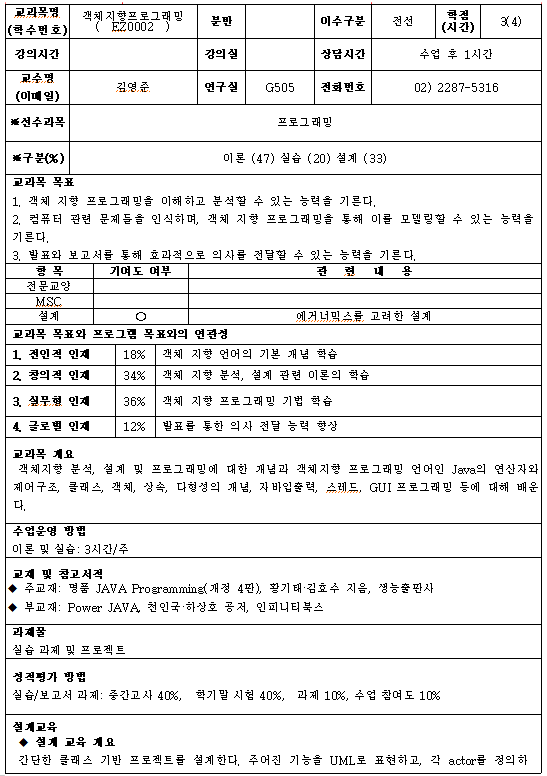 교과목명 객체지향프로그래밍 분반 이수구분 전선 학점 3(4)
(학수번호) ( EZ0002 ) (시간)
강의시간 강의실 상담시간 수업 후 1시간
교수명 김영준 연구실 G505 전화번호 02) 2287-5316
(이메일)
※선수과목 프로그래밍
※구분(%) 이론 (47) 실습 (20) 설계 (33)
교과목 목표
1. 객체 지향 프로그래밍을 이해하고 분석할 수 있는 능력을 기른다.
2. 컴퓨터 관련 문제들을 인식하며, 객체 지향 프로그래밍을 통해 이를 모델링할 수 있는 능력을
기른다.
3. 발표와 보고서를 통해 효과적으로 의사를 전달할 수 있는 능력을 기른다.
항 목 기여도 여부 관 련 내 용
전문교양
MSC
설계 ○ 에거너믹스를 고려한 설계
교과목 목표와 프로그램 목표와의 연관성
1. 전인적 인재 18% 객체 지향 언어의 기본 개념 학습
2. 창의적 인재 34% 객체 지향 분석, 설계 관련 이론의 학습
3. 실무형 인재 36% 객체 지향 프로그래밍 기법 학습
4. 글로벌 인재 12% 발표를 통한 의사 전달 능력 향상
교과목 개요
객체지향 분석, 설계 및 프로그래밍에 대한 개념과 객체지향 프로그램 언어인 Java의 연산자와
제어구조, 클래스, 객체, 상속, 다형성의 개념, 자바입출력, 스레드, GUI 프로그래밍 등에 대해 배운
다.
수업운영 방법
이론 및 실습: 3시간/주
교재 및 참고서적
◆ 주교재: 명품 JAVA Programming(개정 4판), 황기태·김효수 지음, 생능출판사
◆ 부교재: Power JAVA, 천인국·하상호 공저, 인피니티북스
과제물
실습 과제 및 프로젝트
성적평가 방법
실습/보고서 과제: 중간고사 40%, 학기말 시험 40%, 과제 10%, 수업 참여도 10%
설계교육
◆ 설계 교육 개요
간단한 클래스 기반 프로젝트를 설계한다. 주어진 기능을 UML로 표현하고, 각 actor를 정의하